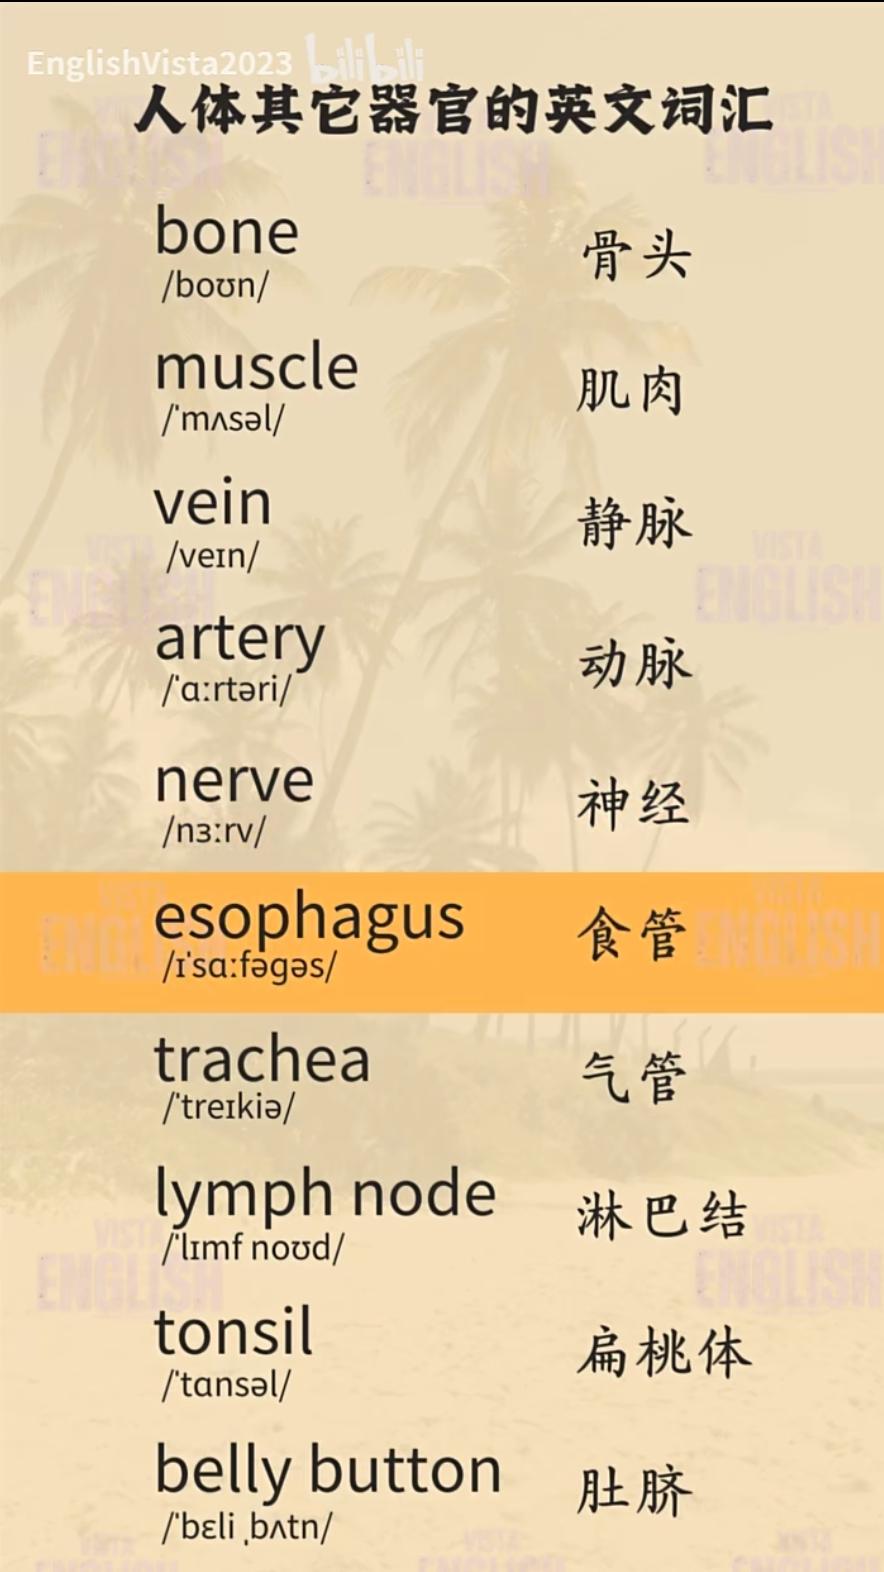 EnglishVista2023 bilibili
人体其它器官的英文词汇
bone 骨头
/boʊn/
muscle 肌肉
/ˈmʌsəl/
vein 静脉
/veɪn/
artery 动脉
/ˈɑːrtəri/
nerve 神经
/nɜːrv/
esophagus 食管
/ɪˈsɑːfəɡəs/
trachea 气管
/ˈtreɪkiə/
lymph node 淋巴结
/ˈlɪmf noʊd/
tonsil 扁桃体
/ˈtɑnsəl/
belly button 肚脐
/ˈbɛli ˌbʌtn/
VISTA ENGLISH